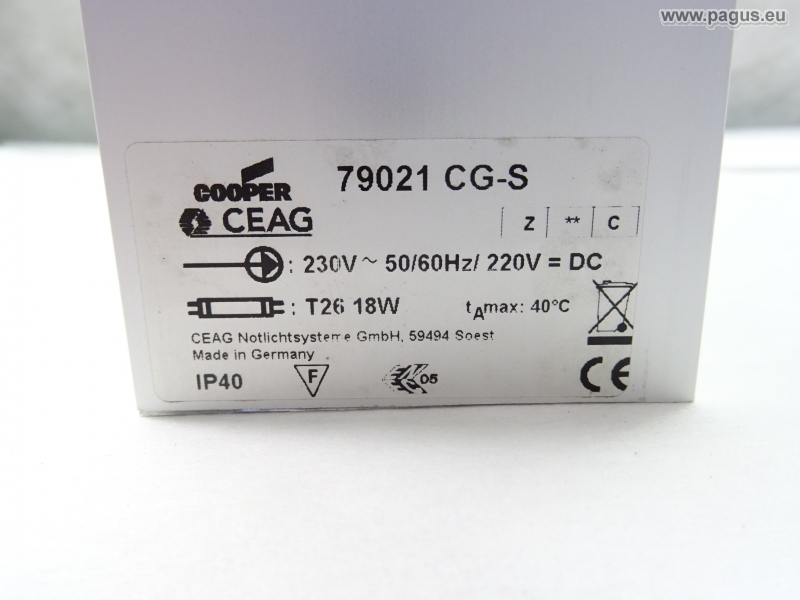 www.pagus.eu
COOPER
CEAG
79021 CG-S
Z ** C
: 230V ~ 50/60Hz/ 220V = DC
: T26 18W
tAmax: 40°C
CEAG Notlichtsysteme GmbH, 59494 Soest
Made in Germany
IP40
F
05
CE